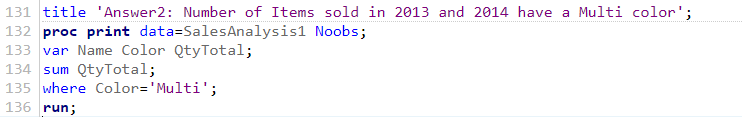 131 title 'Answer2: Number of Items sold in 2013 and 2014 have a Multi color';
132 proc print data=SalesAnalysis1 Noobs;
133 var Name Color QtyTotal;
134 sum QtyTotal;
135 where Color='Multi';
136 run;